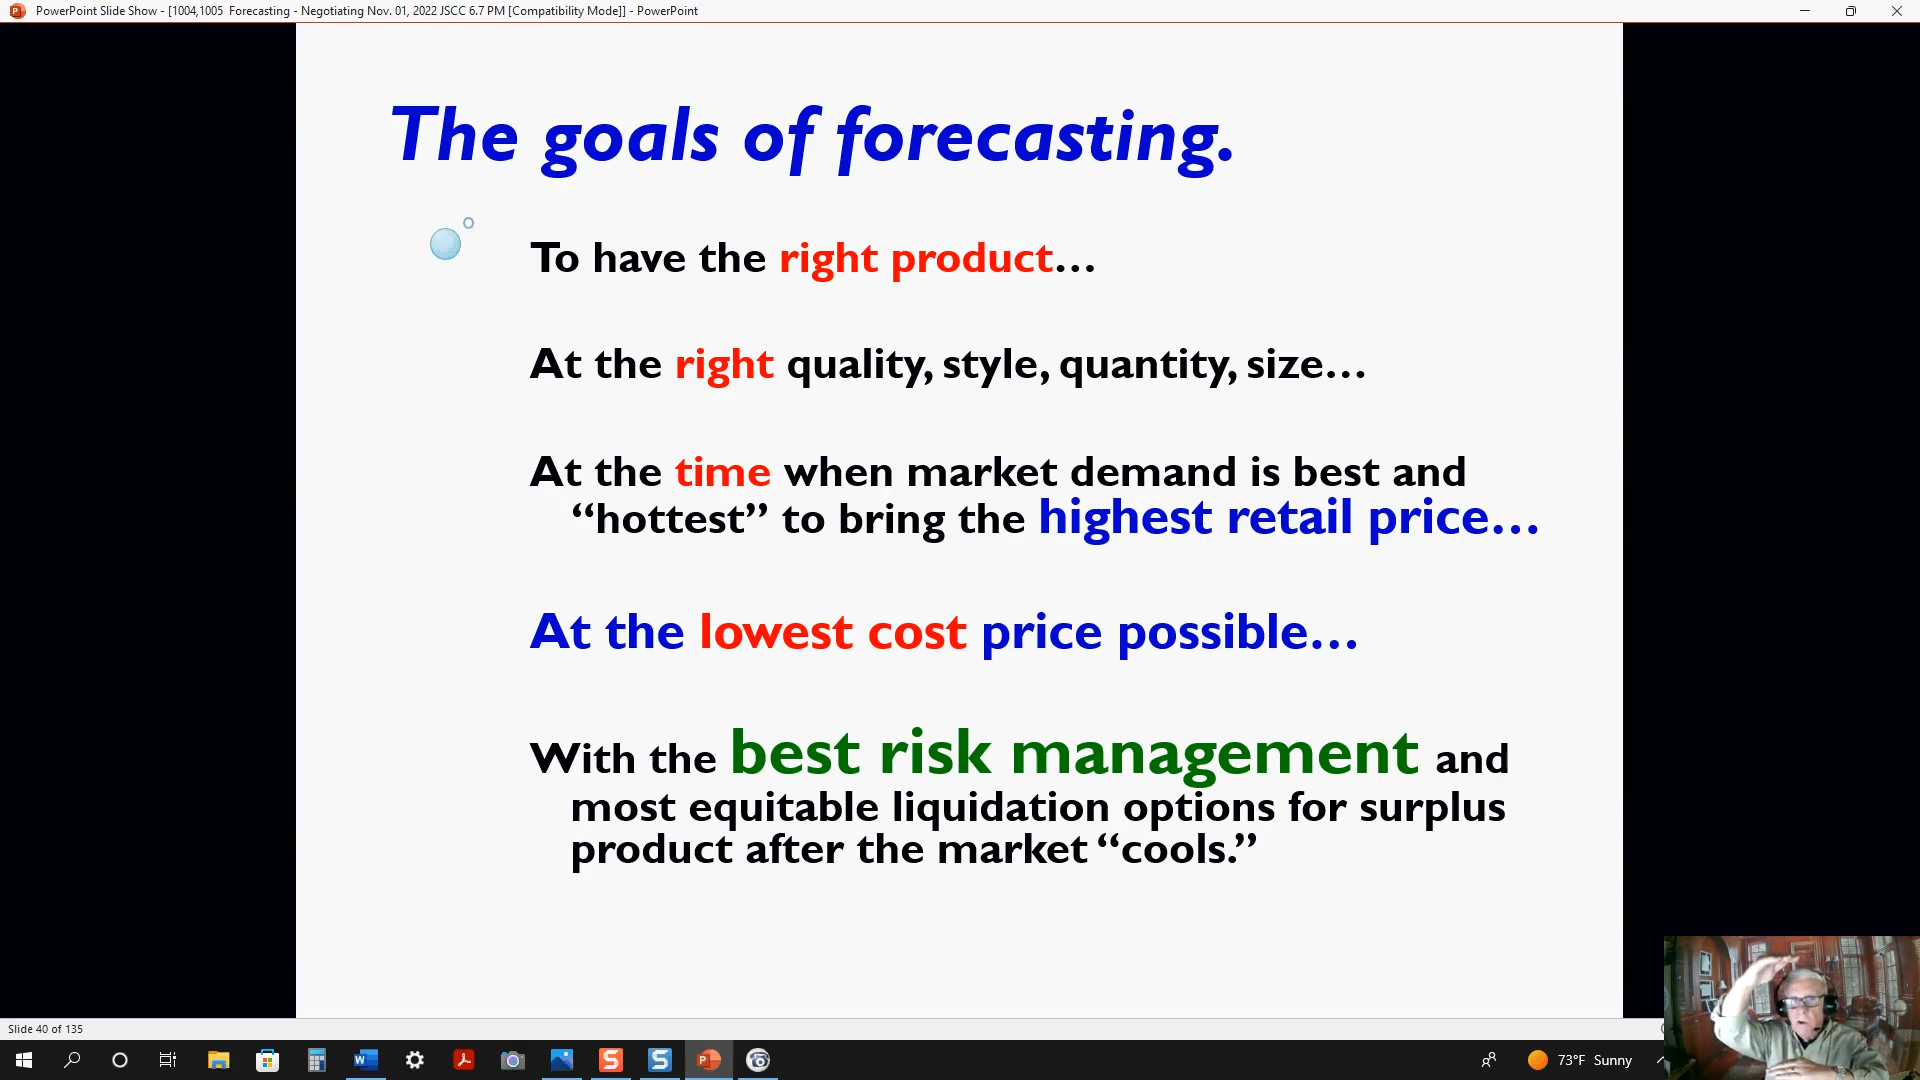 PowerPoint Slide Show - [1004,1005  Forecasting - Negotiating Nov. 01, 2022 JSCC 6.7 PM [Compatibility Mode]] - PowerPoint
The goals of forecasting.
To have the right product…
At the right quality, style, quantity, size…
At the time when market demand is best and
“hottest” to bring the highest retail price…
At the lowest cost price possible…
With the best risk management and
most equitable liquidation options for surplus
product after the market “cools.”
Slide 40 of 135
73°F Sunny